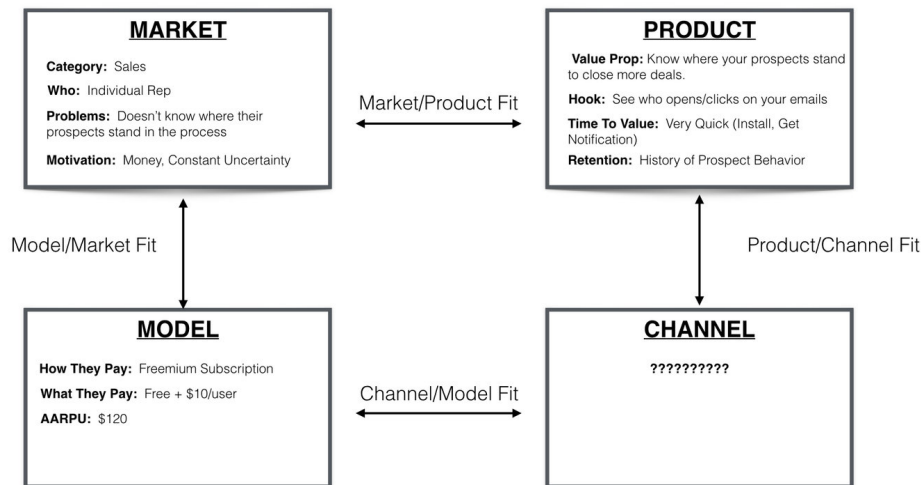 MARKET
Category: Sales
Who: Individual Rep
Problems: Doesn't know where their
prospects stand in the process
Motivation: Money, Constant Uncertainty
Market/Product Fit
PRODUCT
Value Prop: Know where your prospects stand
to close more deals.
Hook: See who opens/clicks on your emails
Time To Value: Very Quick (Install, Get
Notification)
Retention: History of Prospect Behavior
Model/Market Fit
Product/Channel Fit
MODEL
How They Pay: Freemium Subscription
What They Pay: Free + $10/user
AARPU: $120
Channel/Model Fit
CHANNEL
??????????